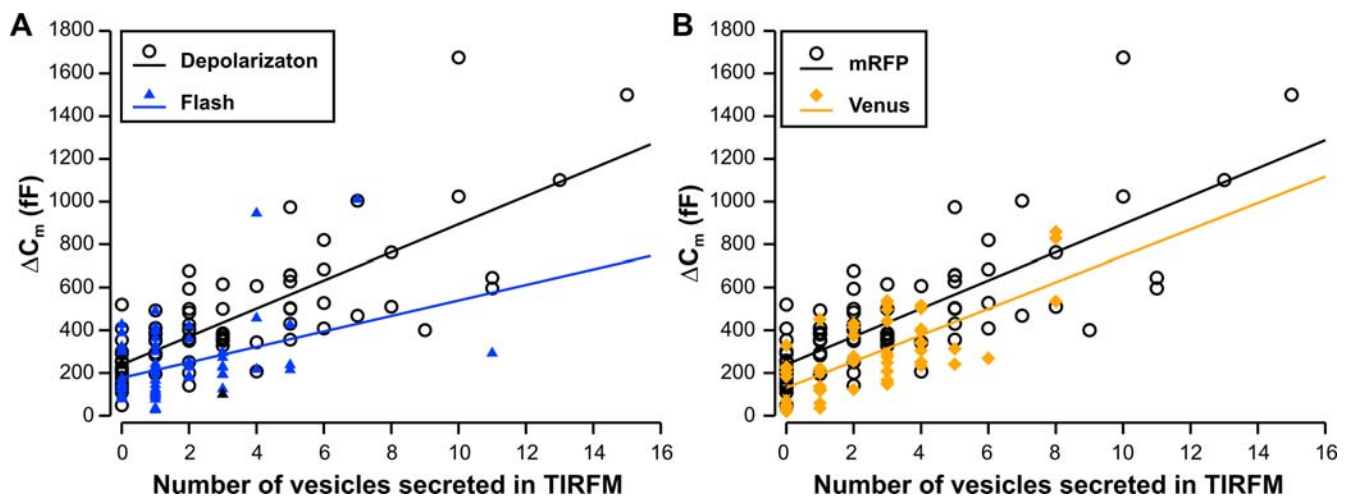 A
1800
1600
1400
1200
1000
800
600
400
200
0
ΔCm (fF)
Depolarizaton
Flash
0 2 4 6 8 10 12 14 16
Number of vesicles secreted in TIRFM
B
1800
1600
1400
1200
1000
800
600
400
200
0
ΔCm (fF)
mRFP
Venus
0 2 4 6 8 10 12 14 16
Number of vesicles secreted in TIRFM